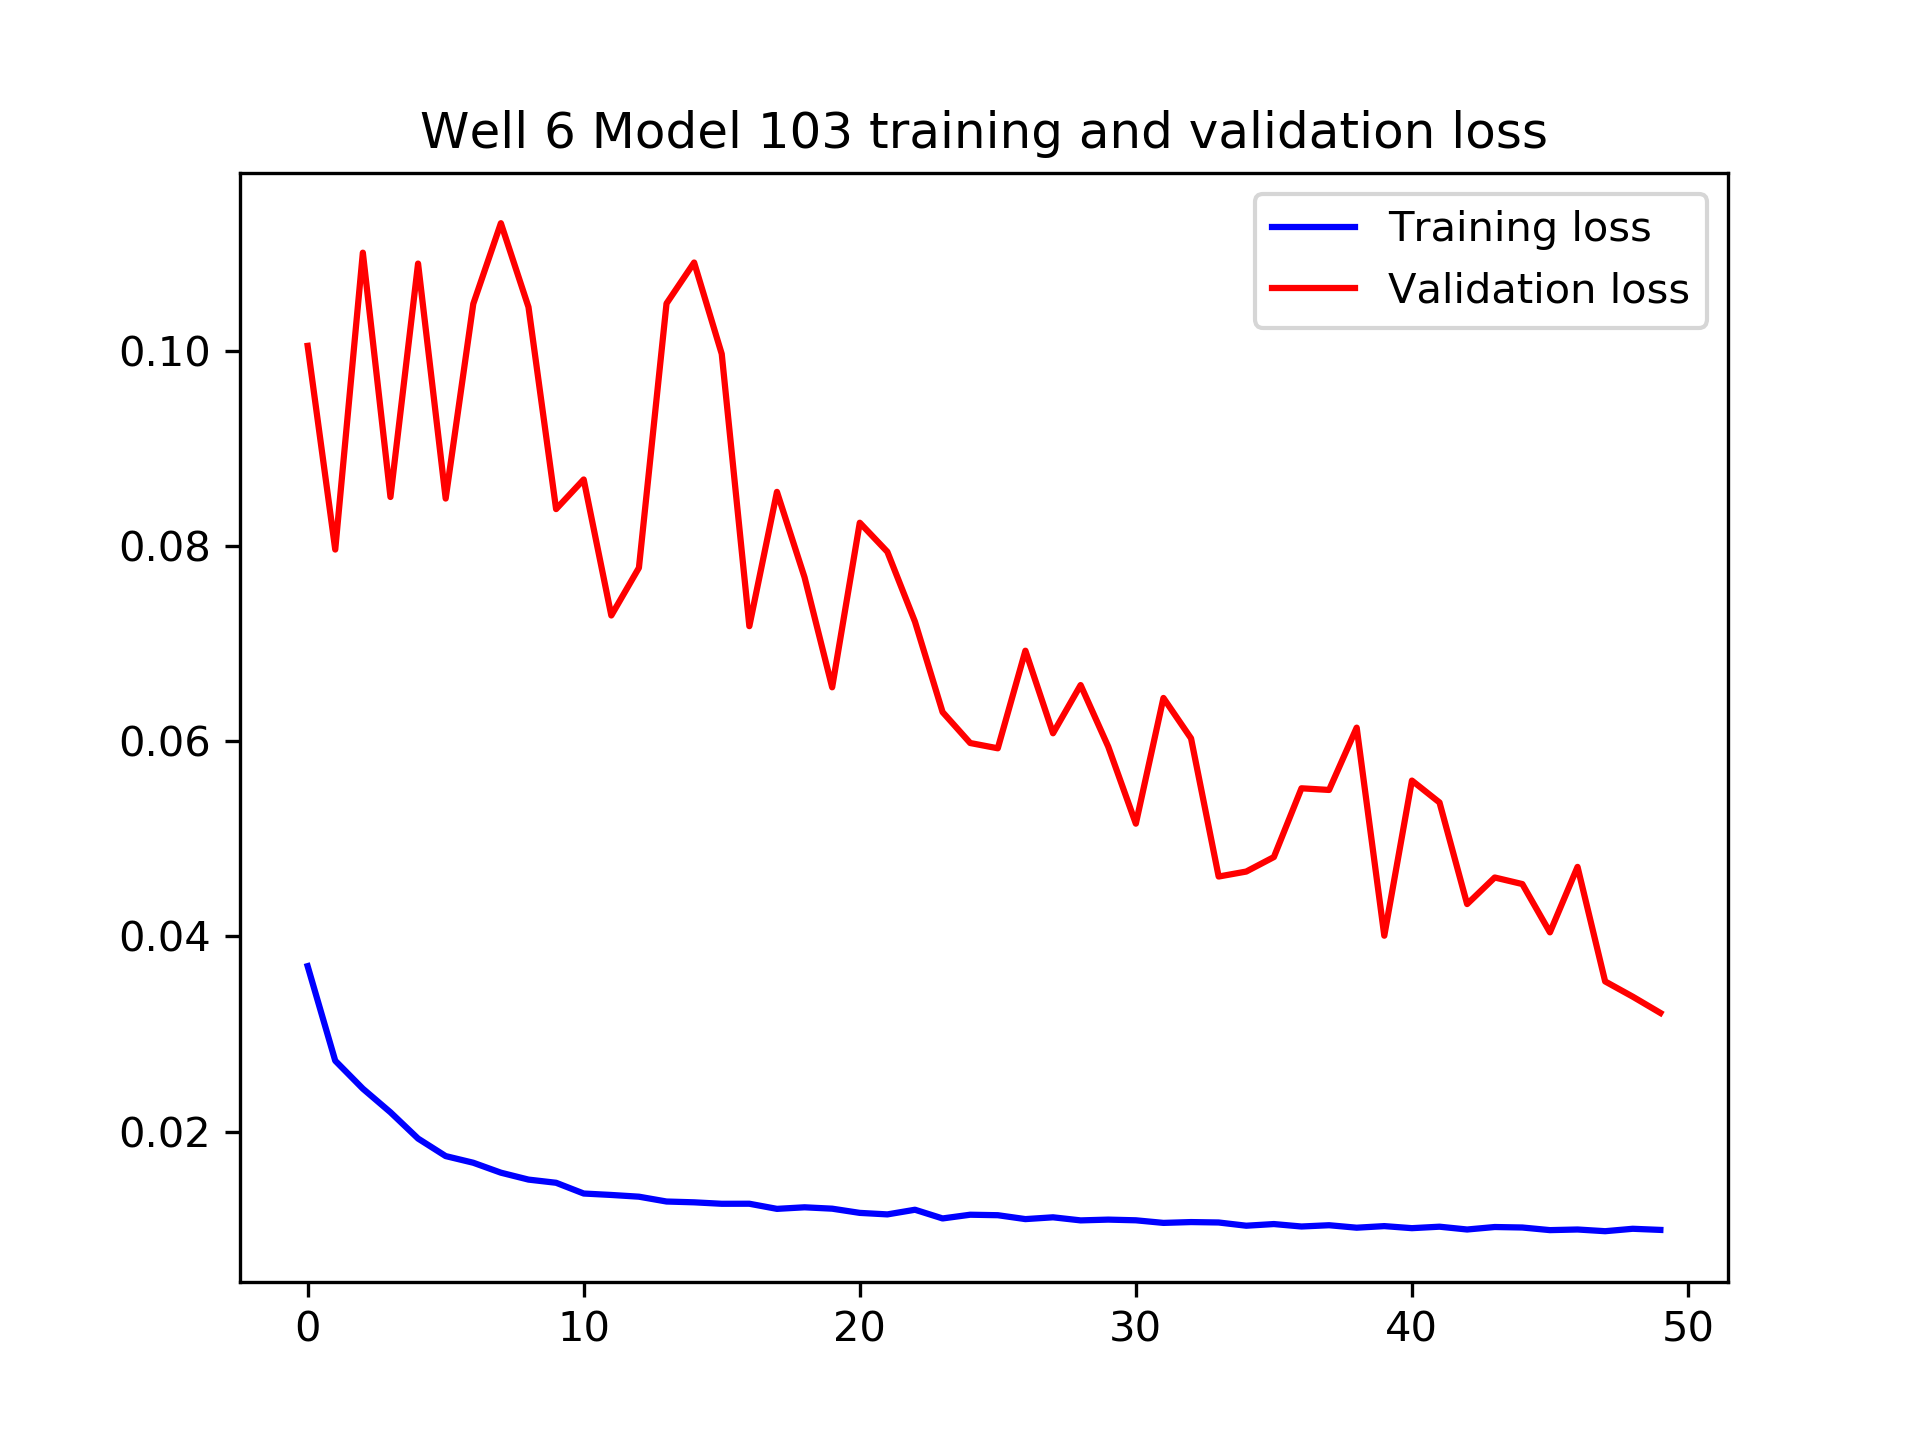 Well 6 Model 103 training and validation loss
Training loss
Validation loss
0.10
0.08
0.06
0.04
0.02
0 10 20 30 40 50